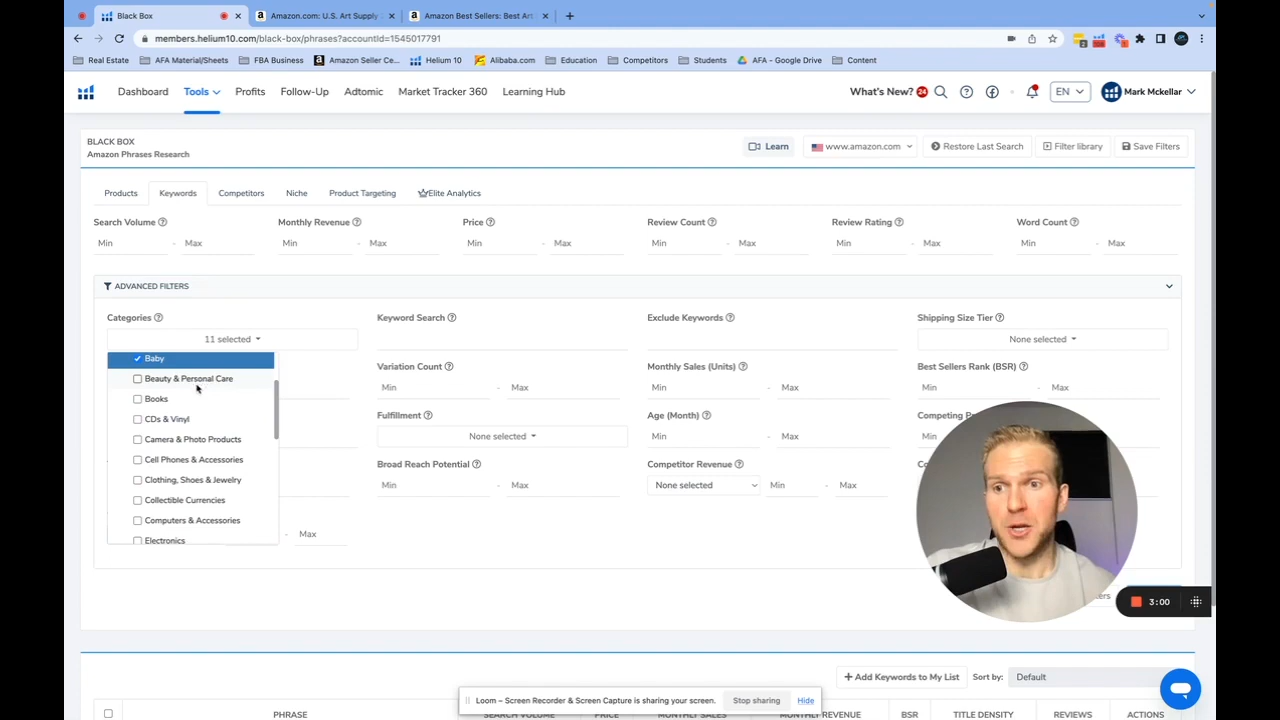 Black Box
Amazon.com: U.S. Art Supply
Amazon Best Sellers: Best Art
members.helium10.com/black-box/phrases?accountId=1545017791
Real Estate
AFA Material/Sheets
FBA Business
Amazon Seller Ce...
Helium 10
Alibaba.com
Education
Competitors
Students
AFA - Google Drive
Content
Dashboard
Tools
Profits
Follow-Up
Adtomic
Market Tracker 360
Learning Hub
What's New? 24
EN
Mark Mckellar
BLACK BOX
Amazon Phrases Research
Learn
www.amazon.com
Restore Last Search
Filter library
Save Filters
Products
Keywords
Competitors
Niche
Product Targeting
Elite Analytics
Search Volume
Monthly Revenue
Price
Review Count
Review Rating
Word Count
Min - Max
Min - Max
Min - Max
Min - Max
Min - Max
Min - Max
ADVANCED FILTERS
Categories
Keyword Search
Exclude Keywords
Shipping Size Tier
11 selected
None selected
Baby
Beauty & Personal Care
Books
CDs & Vinyl
Camera & Photo Products
Cell Phones & Accessories
Clothing, Shoes & Jewelry
Collectible Currencies
Computers & Accessories
Electronics
Variation Count
Monthly Sales (Units)
Best Sellers Rank (BSR)
Min - Max
Min - Max
Min - Max
Fulfillment
Age (Month)
Competing
None selected
Min - Max
Min
Broad Reach Potential
Competitor Revenue
Min - Max
None selected
Min - Max
- Max
3:00
Add Keywords to My List
Sort by:
Default
Loom – Screen Recorder & Screen Capture is sharing your screen.
Stop sharing
Hide
PHRASE
SEARCH VOLUME
PRICE
MONTHLY SALES
MONTHLY REVENUE
BSR
TITLE DENSITY
REVIEWS
ACTIONS